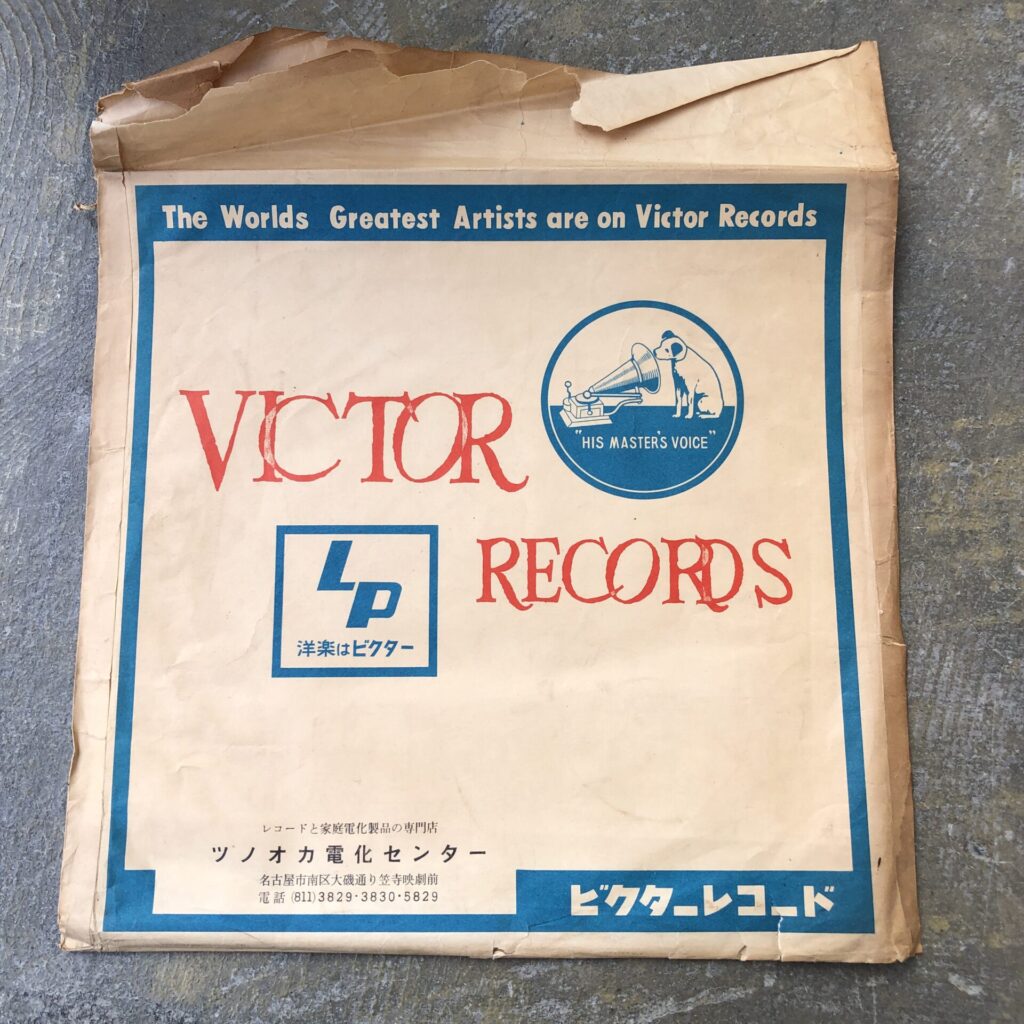 The Worlds Greatest Artists are on Victor Records
VICTOR
"HIS MASTER'S VOICE"
LP
洋楽はビクター
RECORDS
レコードと家庭電化製品の専門店
ツノオカ電化センター
名古屋市南区大磯通り笠寺映劇前
電話 (811)3829・3830・5829
ビクターレコード